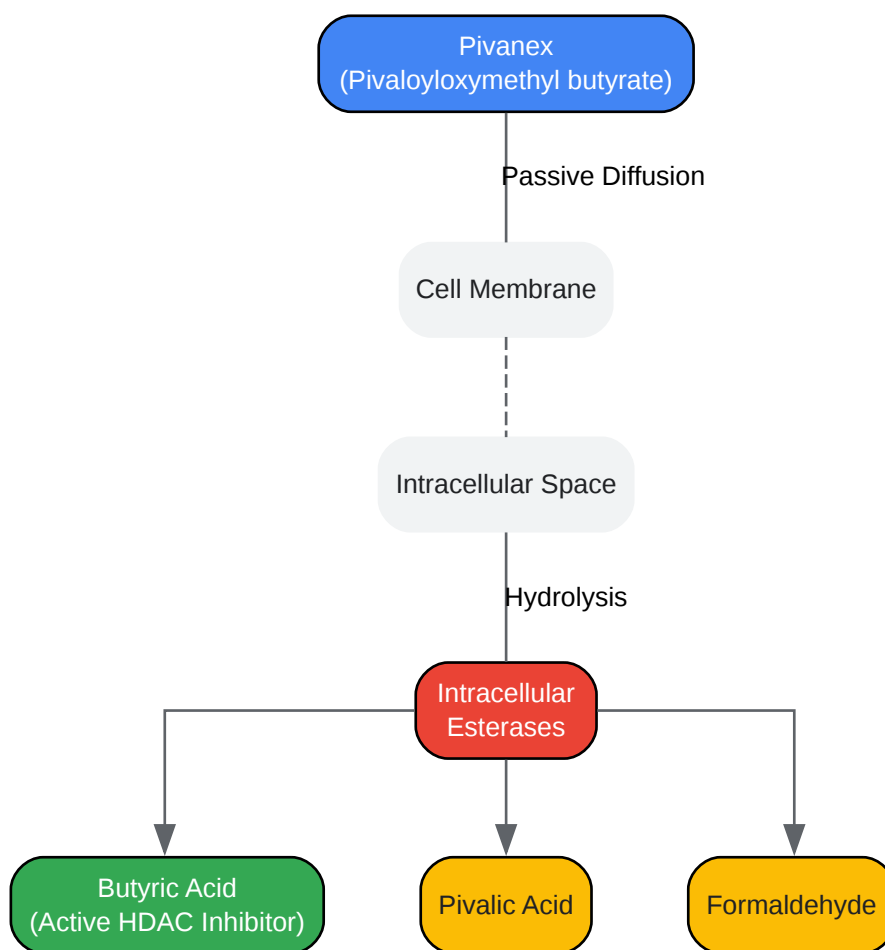 Pivanex
(Pivaloyloxymethyl butyrate)
Passive Diffusion
Cell Membrane
Intracellular Space
Hydrolysis
Intracellular
Esterases
Butyric Acid
(Active HDAC Inhibitor)
Pivalic Acid
Formaldehyde